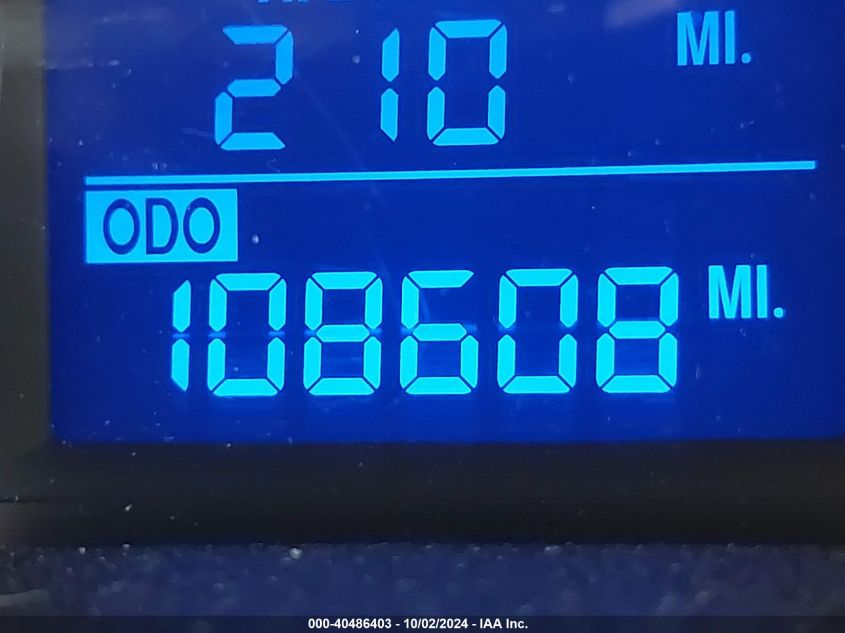 210 MI.
ODO
108608 MI.
000-40486403 - 10/02/2024 - IAA Inc.